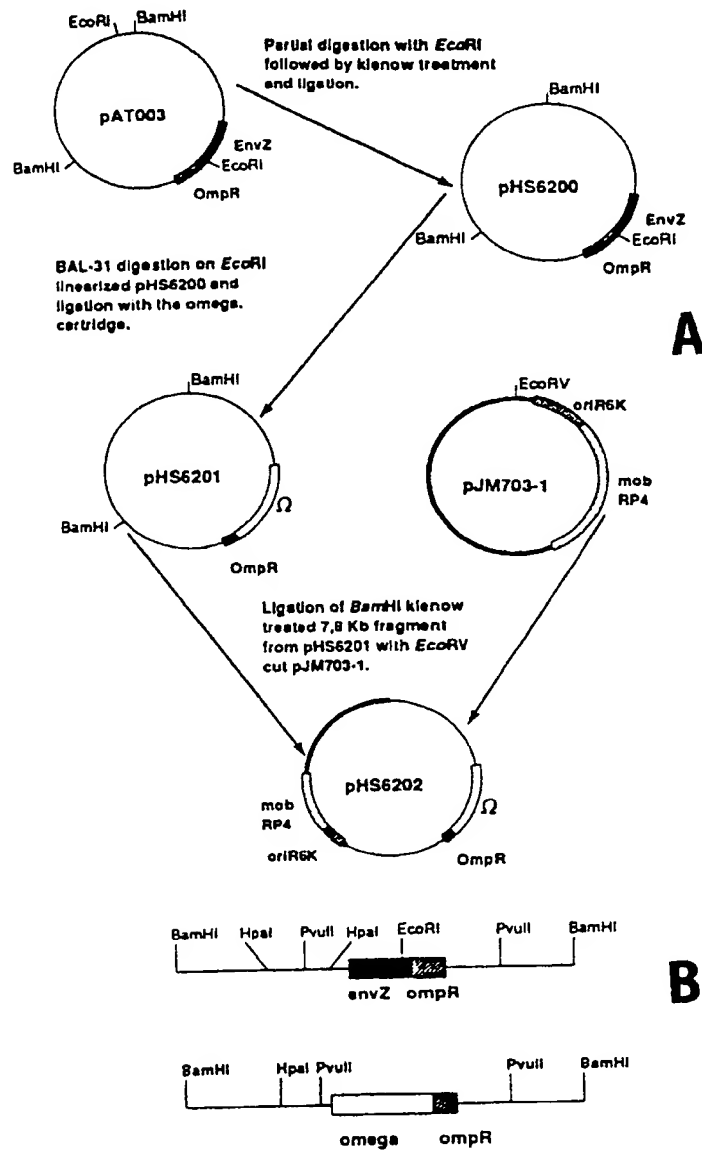 EcoRI BamHI
Partial digestion with EcoRI
followed by klenow treatment
and ligation.
pAT003
BamHI
EnvZ
EcoRI
OmpR
BamHI
pHS6200
BamHI
EnvZ
EcoRI
OmpR
BAL-31 digestion on EcoRI
linearized pHS6200 and
ligation with the omega.
cartridge.
A
BamHI
pHS6201
Ω
BamHI
OmpR
EcoRV
oriR6K
pJM703-1
mob
RP4
Ligation of BamHI klenow
treated 7,8 Kb fragment
from pHS6201 with EcoRV
cut pJM703-1.
pHS6202
mob
RP4
oriR6K
Ω
OmpR
BamHI HpaI PvuII HpaI EcoRI PvuII BamHI
envZ ompR
B
BamHI HpaI PvuII PvuII BamHI
omega ompR